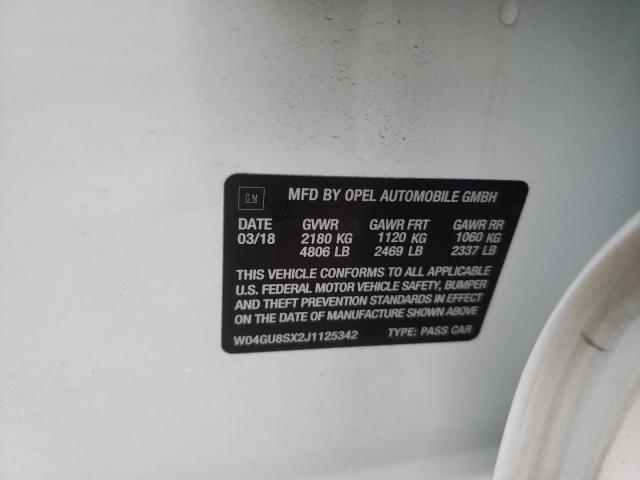 GM MFD BY OPEL AUTOMOBILE GMBH
DATE GVWR GAWR FRT GAWR RR
03/18 2180 KG 1120 KG 1060 KG
4806 LB 2469 LB 2337 LB
THIS VEHICLE CONFORMS TO ALL APPLICABLE
U.S. FEDERAL MOTOR VEHICLE SAFETY, BUMPER
AND THEFT PREVENTION STANDARDS IN EFFECT
ON THE DATE OF MANUFACTURE SHOWN ABOVE
W04GU8SX2J1125342 TYPE: PASS CAR